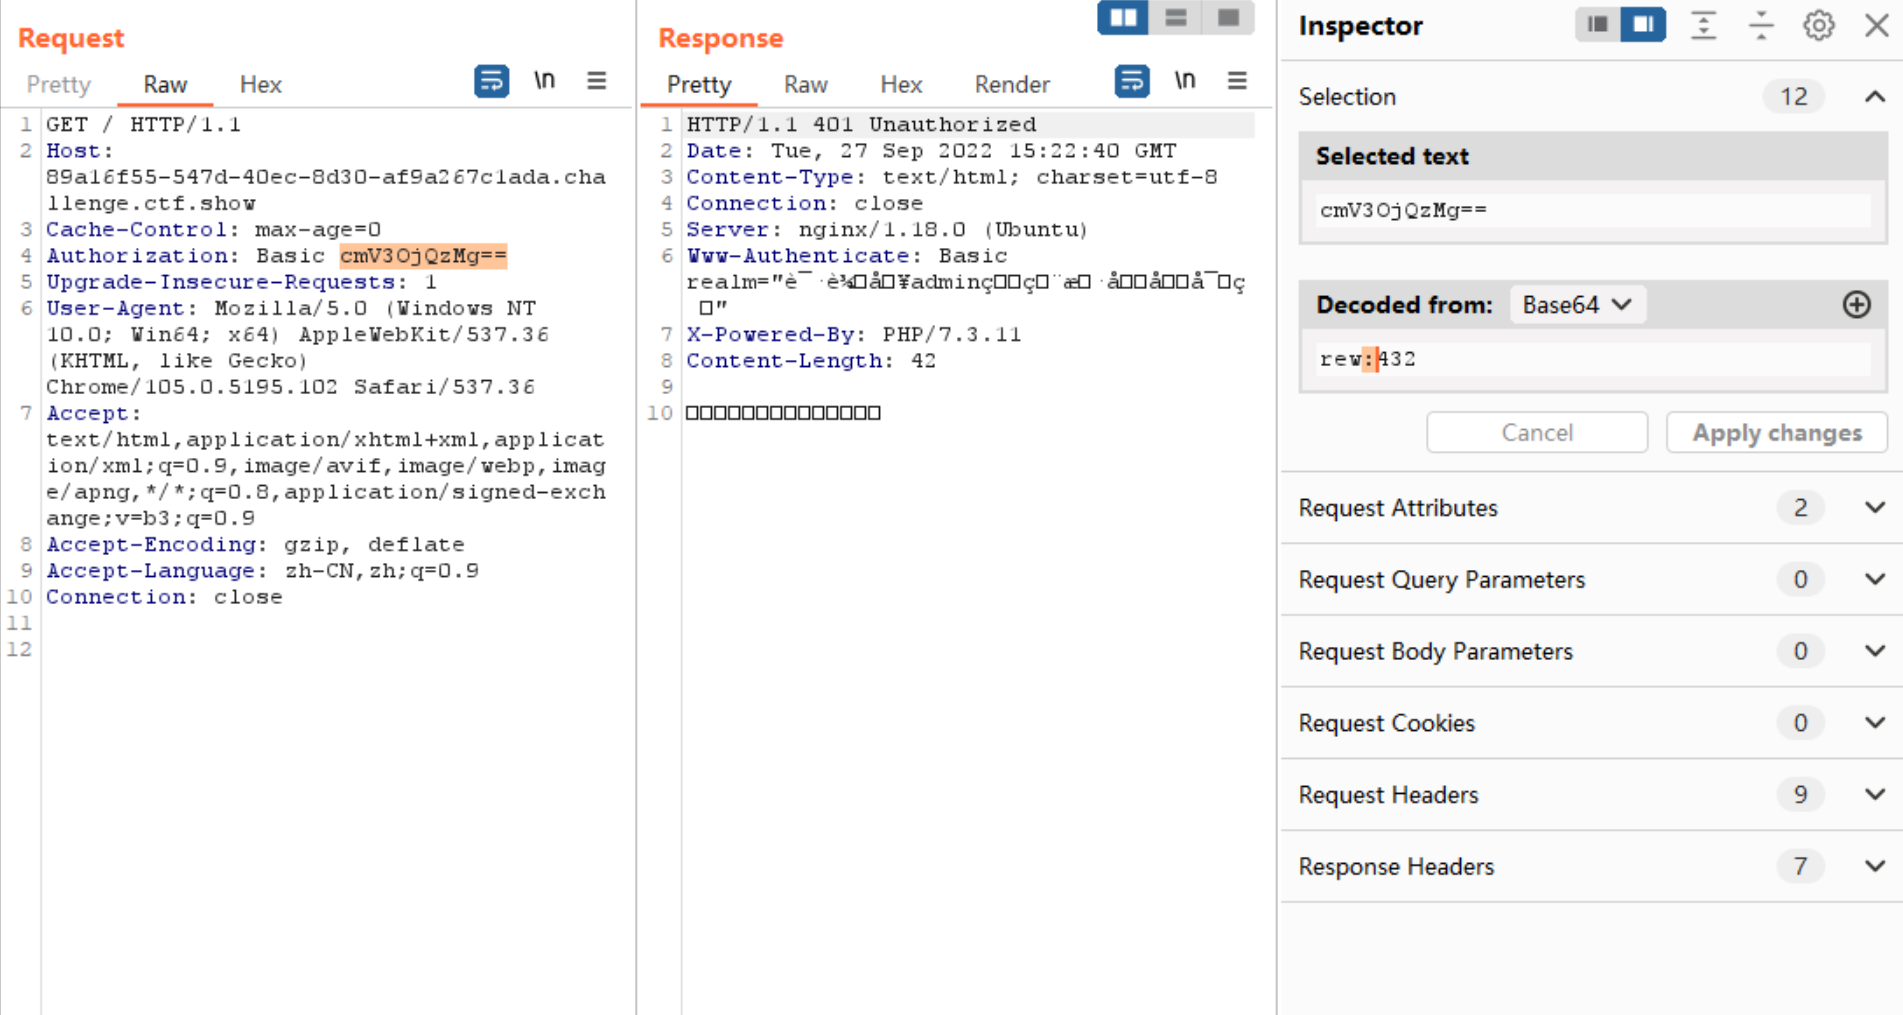 Request
Pretty Raw Hex \n
1 GET / HTTP/1.1
2 Host:
89a16f55-547d-40ec-8d30-af9a267c1ada.cha
llenge.ctf.show
3 Cache-Control: max-age=0
4 Authorization: Basic cmV3OjQzMg==
5 Upgrade-Insecure-Requests: 1
6 User-Agent: Mozilla/5.0 (Windows NT
10.0; Win64; x64) AppleWebKit/537.36
(KHTML, like Gecko)
Chrome/105.0.5195.102 Safari/537.36
7 Accept:
text/html,application/xhtml+xml,applicat
ion/xml;q=0.9,image/avif,image/webp,imag
e/apng,*/*;q=0.8,application/signed-exch
ange;v=b3;q=0.9
8 Accept-Encoding: gzip, deflate
9 Accept-Language: zh-CN,zh;q=0.9
10 Connection: close
11
12
Response
Pretty Raw Hex Render \n
1 HTTP/1.1 401 Unauthorized
2 Date: Tue, 27 Sep 2022 15:22:40 GMT
3 Content-Type: text/html; charset=utf-8
4 Connection: close
5 Server: nginx/1.18.0 (Ubuntu)
6 Www-Authenticate: Basic
realm="è¯·è¾□å□¥adminç□□ç□¨æ□·å□□å□□å¯□ç
□"
7 X-Powered-By: PHP/7.3.11
8 Content-Length: 42
9
10 □□□□□□□□□□□□□□
Inspector
Selection 12
Selected text
cmV3OjQzMg==
Decoded from: Base64
rew:432
Cancel Apply changes
Request Attributes 2
Request Query Parameters 0
Request Body Parameters 0
Request Cookies 0
Request Headers 9
Response Headers 7